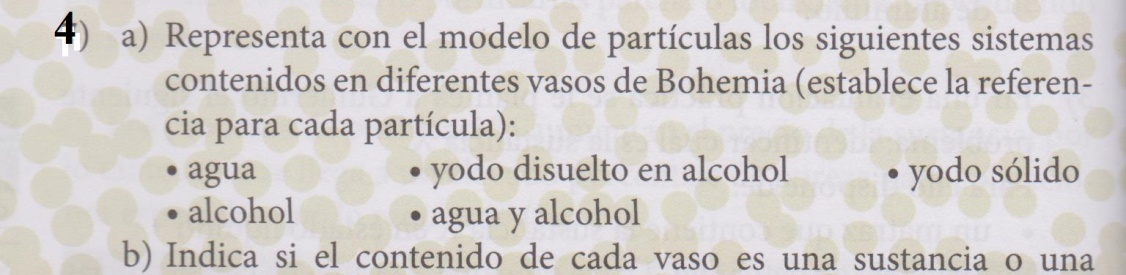 4) a) Representa con el modelo de partículas los siguientes sistemas
contenidos en diferentes vasos de Bohemia (establece la referen-
cia para cada partícula):
• agua • yodo disuelto en alcohol • yodo sólido
• alcohol • agua y alcohol
b) Indica si el contenido de cada vaso es una sustancia o una